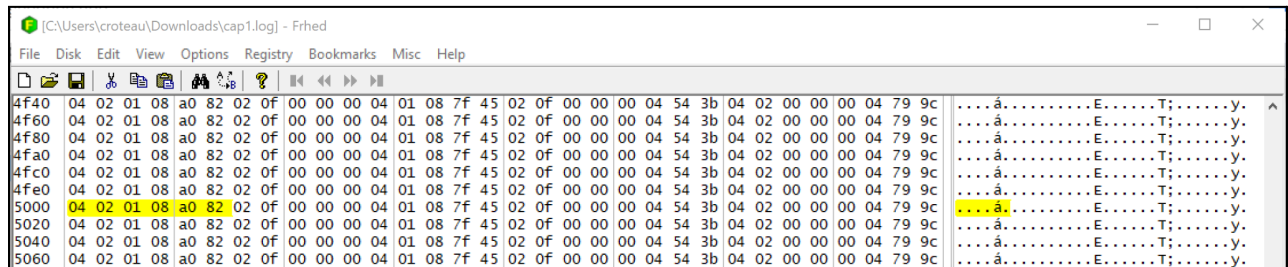 [C:\Users\croteau\Downloads\cap1.log] - Frhed
File Disk Edit View Options Registry Bookmarks Misc Help
4f40 04 02 01 08 a0 82 02 0f 00 00 00 04 01 08 7f 45 02 0f 00 00 00 04 54 3b 04 02 00 00 00 04 79 9c ....á..........E......T;......y.
4f60 04 02 01 08 a0 82 02 0f 00 00 00 04 01 08 7f 45 02 0f 00 00 00 04 54 3b 04 02 00 00 00 04 79 9c ....á..........E......T;......y.
4f80 04 02 01 08 a0 82 02 0f 00 00 00 04 01 08 7f 45 02 0f 00 00 00 04 54 3b 04 02 00 00 00 04 79 9c ....á..........E......T;......y.
4fa0 04 02 01 08 a0 82 02 0f 00 00 00 04 01 08 7f 45 02 0f 00 00 00 04 54 3b 04 02 00 00 00 04 79 9c ....á..........E......T;......y.
4fc0 04 02 01 08 a0 82 02 0f 00 00 00 04 01 08 7f 45 02 0f 00 00 00 04 54 3b 04 02 00 00 00 04 79 9c ....á..........E......T;......y.
4fe0 04 02 01 08 a0 82 02 0f 00 00 00 04 01 08 7f 45 02 0f 00 00 00 04 54 3b 04 02 00 00 00 04 79 9c ....á..........E......T;......y.
5000 04 02 01 08 a0 82 02 0f 00 00 00 04 01 08 7f 45 02 0f 00 00 00 04 54 3b 04 02 00 00 00 04 79 9c ....á..........E......T;......y.
5020 04 02 01 08 a0 82 02 0f 00 00 00 04 01 08 7f 45 02 0f 00 00 00 04 54 3b 04 02 00 00 00 04 79 9c ....á..........E......T;......y.
5040 04 02 01 08 a0 82 02 0f 00 00 00 04 01 08 7f 45 02 0f 00 00 00 04 54 3b 04 02 00 00 00 04 79 9c ....á..........E......T;......y.
5060 04 02 01 08 a0 82 02 0f 00 00 00 04 01 08 7f 45 02 0f 00 00 00 04 54 3b 04 02 00 00 00 04 79 9c ....á..........E......T;......y.